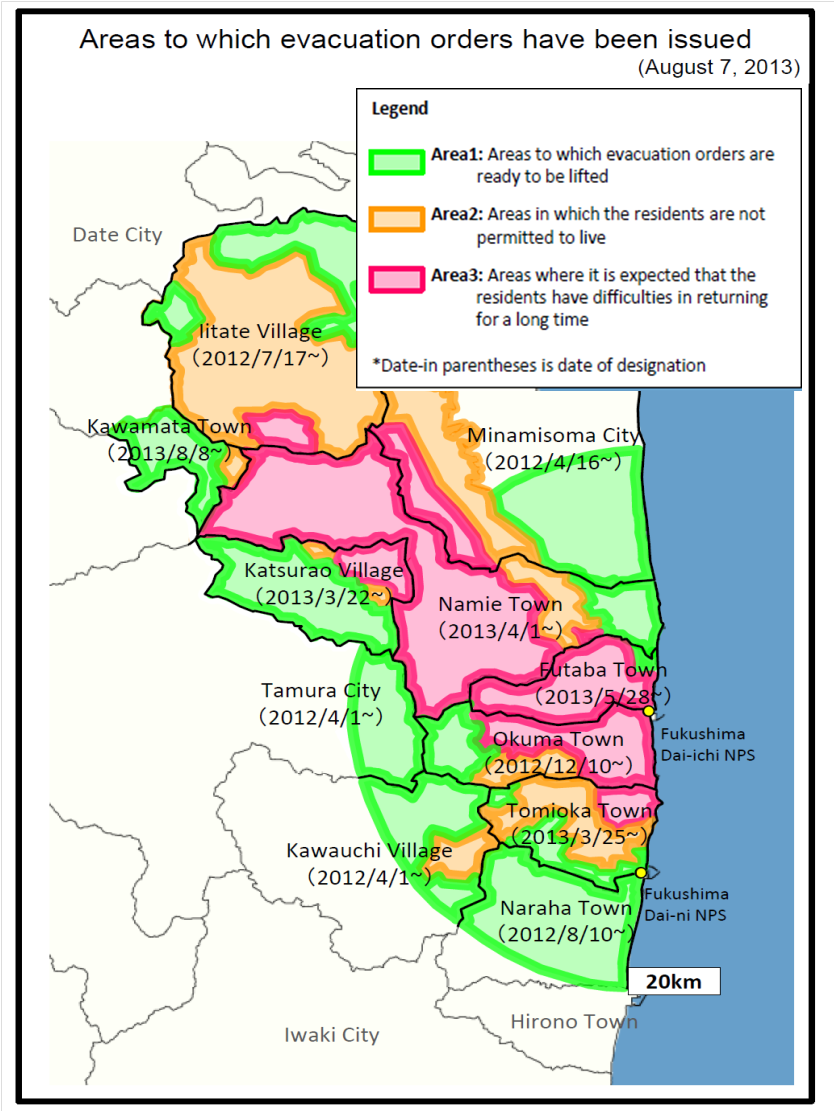 Areas to which evacuation orders have been issued
(August 7, 2013)
Legend
Area1: Areas to which evacuation orders are
ready to be lifted
Area2: Areas in which the residents are not
permitted to live
Area3: Areas where it is expected that the
residents have difficulties in returning
for a long time
*Date-in parentheses is date of designation
Date City
Iitate Village
(2012/7/17~)
Kawamata Town
(2013/8/8~)
Minamisoma City
(2012/4/16~)
Katsurao Village
(2013/3/22~)
Namie Town
(2013/4/1~)
Futaba Town
(2013/5/28~)
Tamura City
(2012/4/1~)
Fukushima
Dai-ichi NPS
Okuma Town
(2012/12/10~)
Tomioka Town
(2013/3/25~)
Kawauchi Village
(2012/4/1~)
Fukushima
Dai-ni NPS
Naraha Town
(2012/8/10~)
20km
Hirono Town
Iwaki City